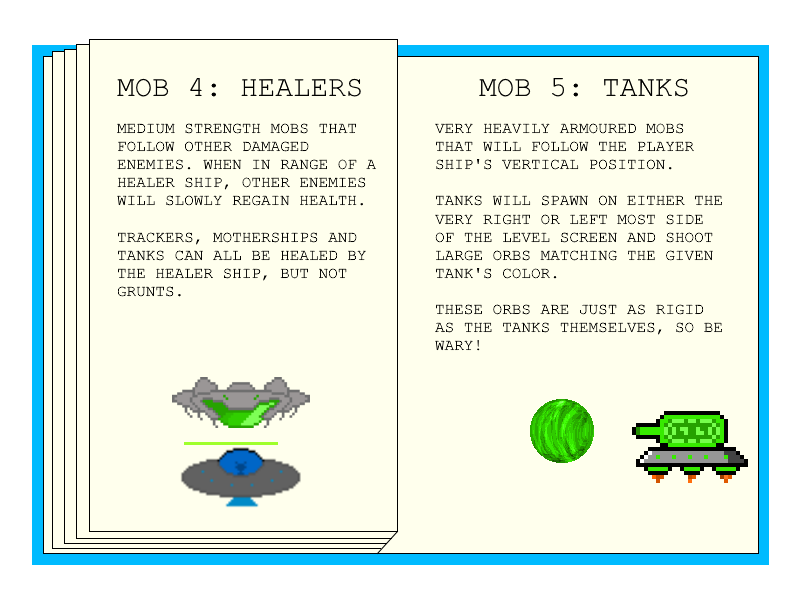 MOB 4: HEALERS
MEDIUM STRENGTH MOBS THAT
FOLLOW OTHER DAMAGED
ENEMIES. WHEN IN RANGE OF A
HEALER SHIP, OTHER ENEMIES
WILL SLOWLY REGAIN HEALTH.
TRACKERS, MOTHERSHIPS AND
TANKS CAN ALL BE HEALED BY
THE HEALER SHIP, BUT NOT
GRUNTS.
MOB 5: TANKS
VERY HEAVILY ARMOURED MOBS
THAT WILL FOLLOW THE PLAYER
SHIP'S VERTICAL POSITION.
TANKS WILL SPAWN ON EITHER THE
VERY RIGHT OR LEFT MOST SIDE
OF THE LEVEL SCREEN AND SHOOT
LARGE ORBS MATCHING THE GIVEN
TANK'S COLOR.
THESE ORBS ARE JUST AS RIGID
AS THE TANKS THEMSELVES, SO BE
WARY!